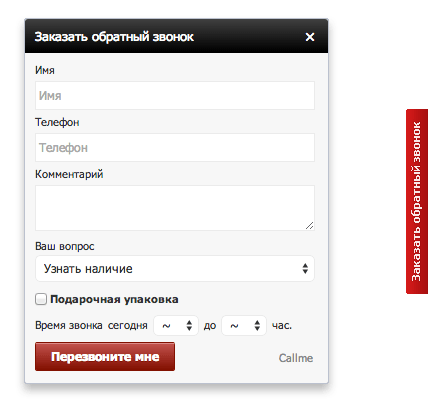 Заказать обратный звонок ×
Имя
Имя
Телефон
Телефон
Комментарий
Ваш вопрос
Узнать наличие
Подарочная упаковка
Время звонка сегодня ~ до ~ час.
Перезвоните мне Callme
Заказать обратный звонок